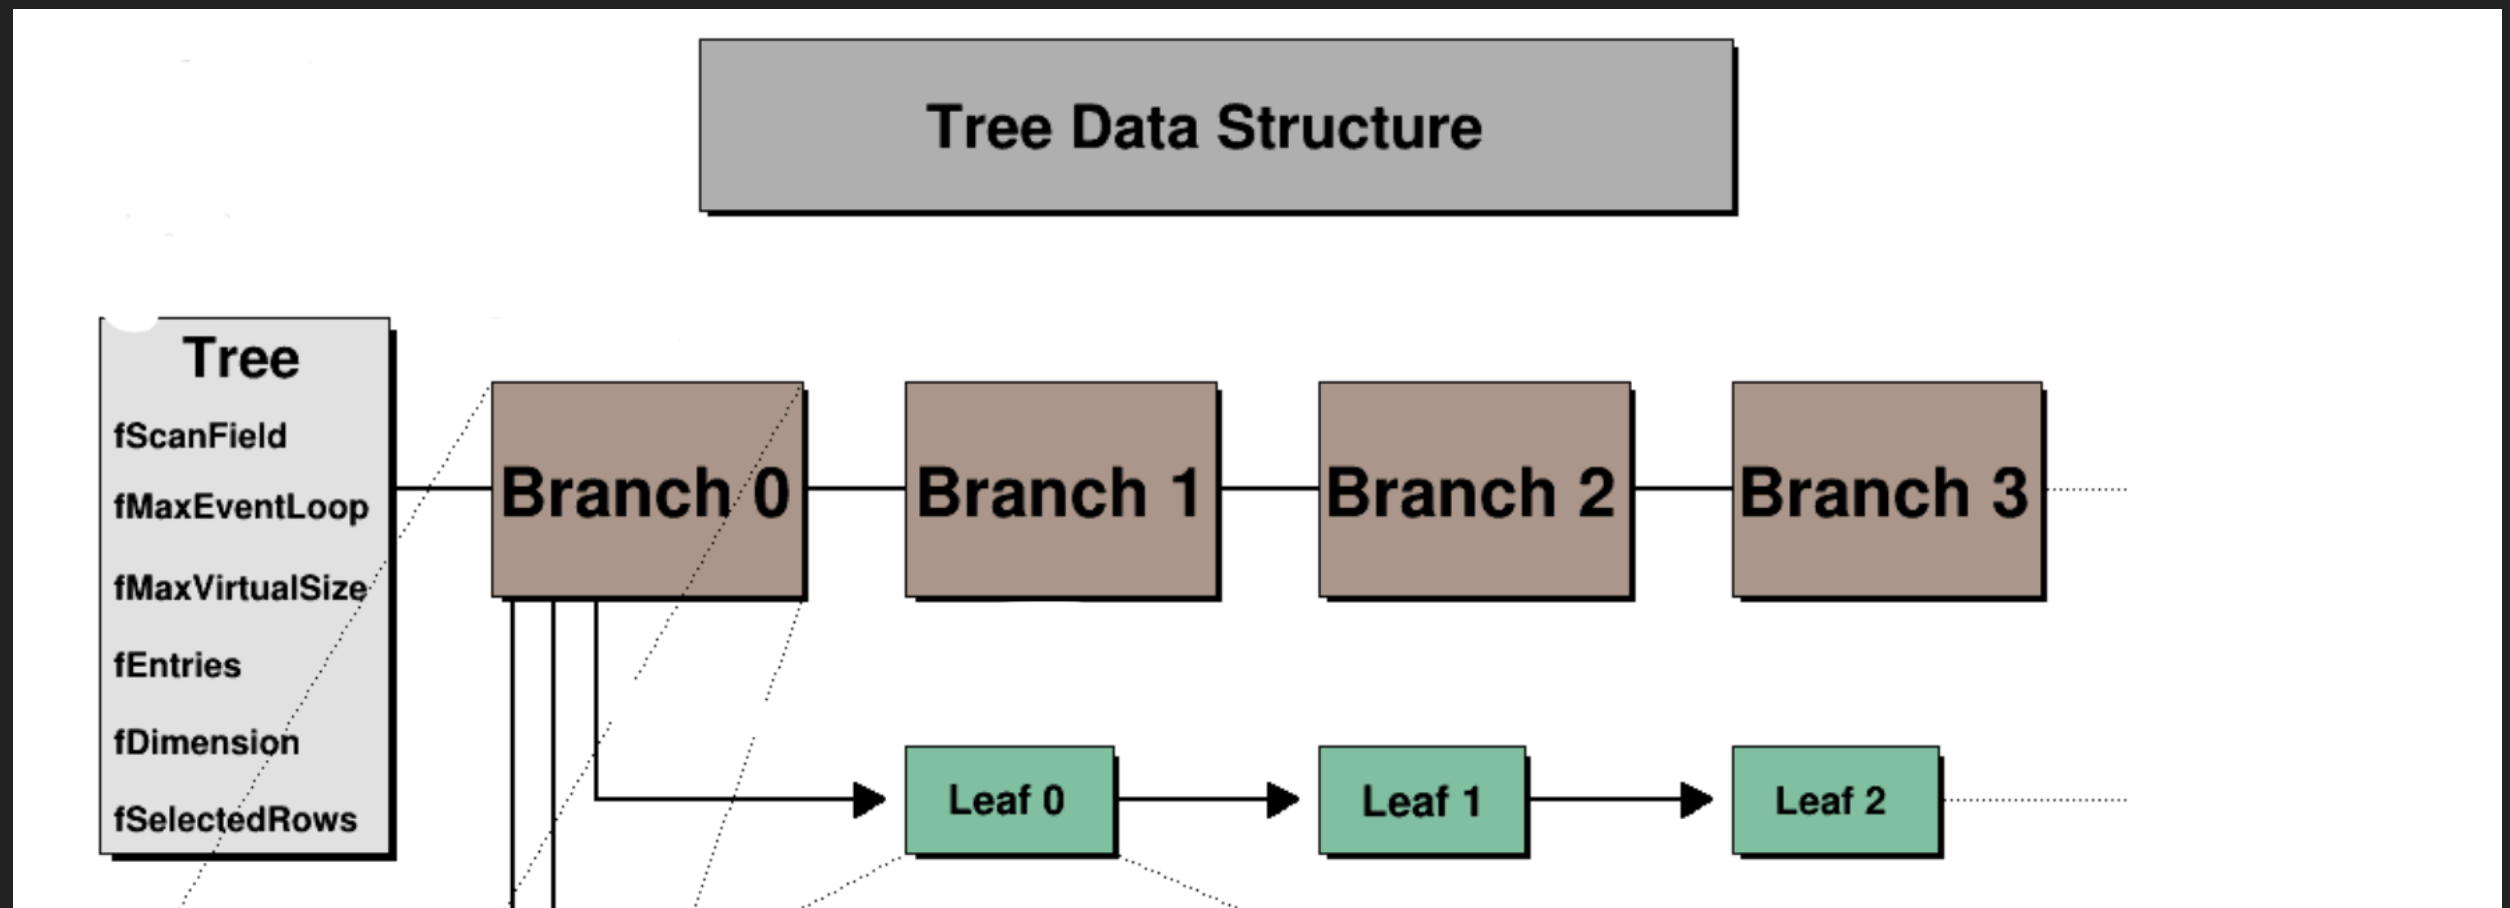 Tree Data Structure
Tree
fScanField
fMaxEventLoop
fMaxVirtualSize
fEntries
fDimension
fSelectedRows
Branch 0
Branch 1
Branch 2
Branch 3
Leaf 0
Leaf 1
Leaf 2